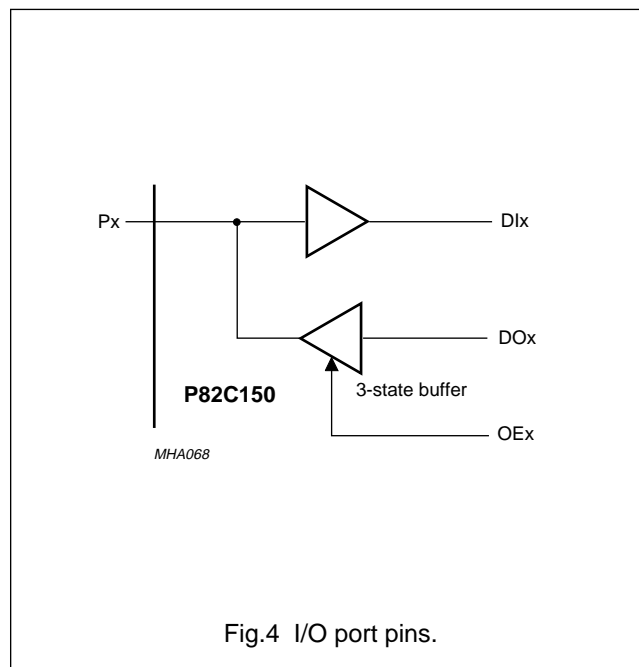 Px
DIx
DOx
P82C150
3-state buffer
OEx
MHA068
Fig.4 I/O port pins.